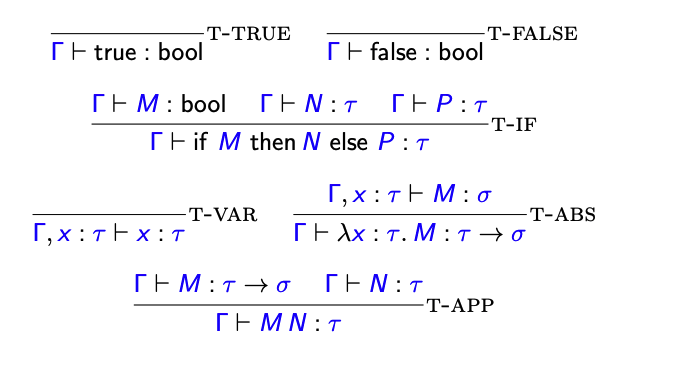 T-TRUE T-FALSE
Γ ⊢ true : bool Γ ⊢ false : bool
Γ ⊢ M : bool Γ ⊢ N : τ Γ ⊢ P : τ
T-IF
Γ ⊢ if M then N else P : τ
Γ, x : τ ⊢ M : σ
T-VAR T-ABS
Γ, x : τ ⊢ x : τ Γ ⊢ λx : τ. M : τ → σ
Γ ⊢ M : τ → σ Γ ⊢ N : τ
T-APP
Γ ⊢ M N : τ